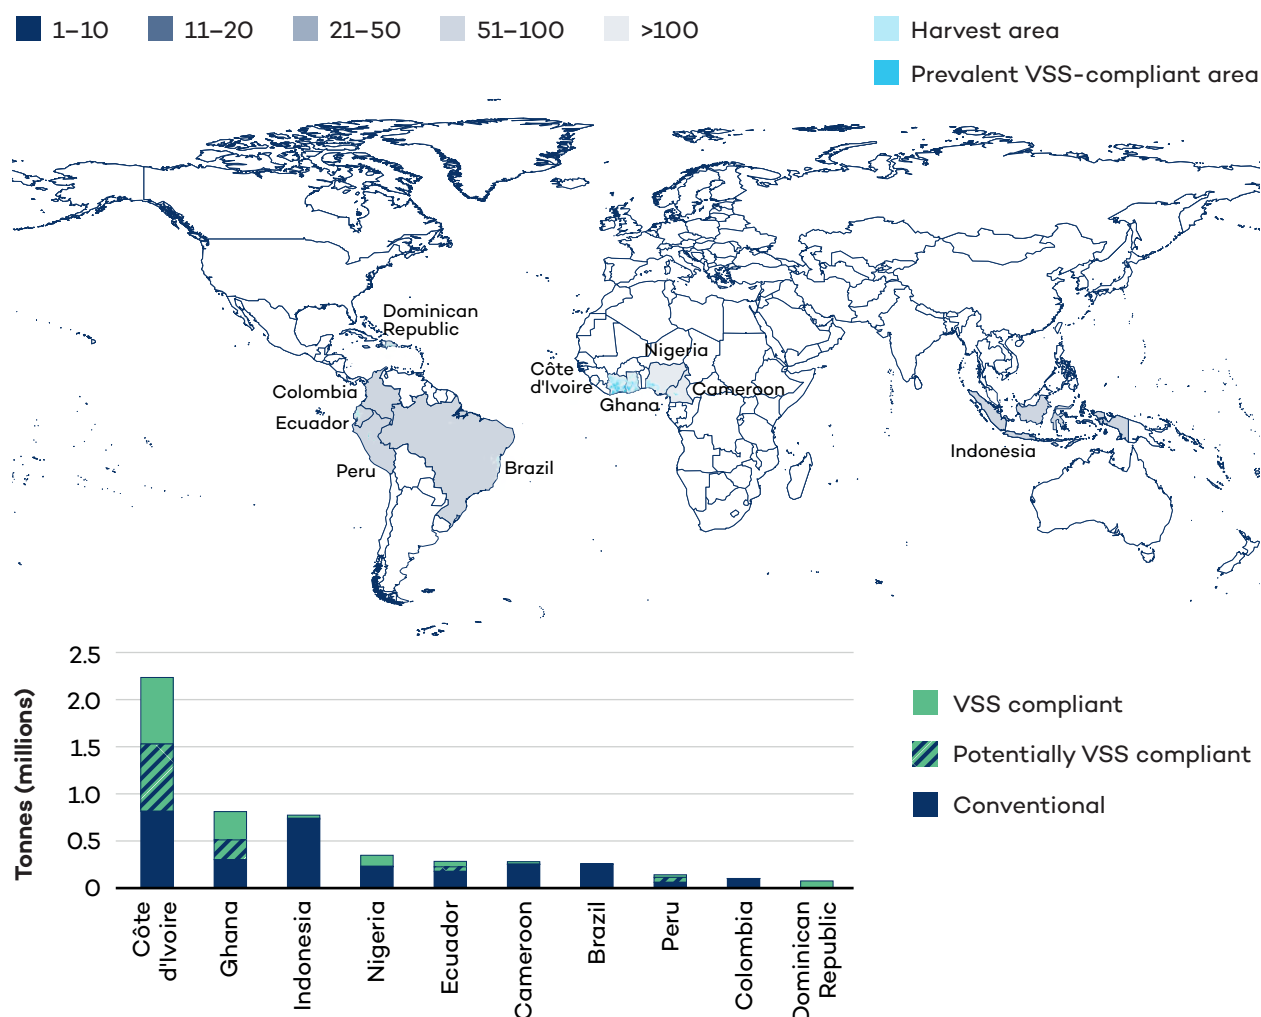 1–10
11–20
21–50
51–100
>100
Harvest area
Prevalent VSS-compliant area
Dominican
Republic
Nigeria
Côte
d'Ivoire
Cameroon
Colombia
Ghana
Ecuador
Indonesia
Peru
Brazil
2.5
2.0
1.5
1.0
0.5
0
Tonnes (millions)
VSS compliant
Potentially VSS compliant
Conventional
Côte
d'Ivoire
Ghana
Indonesia
Nigeria
Ecuador
Cameroon
Brazil
Peru
Colombia
Dominican
Republic